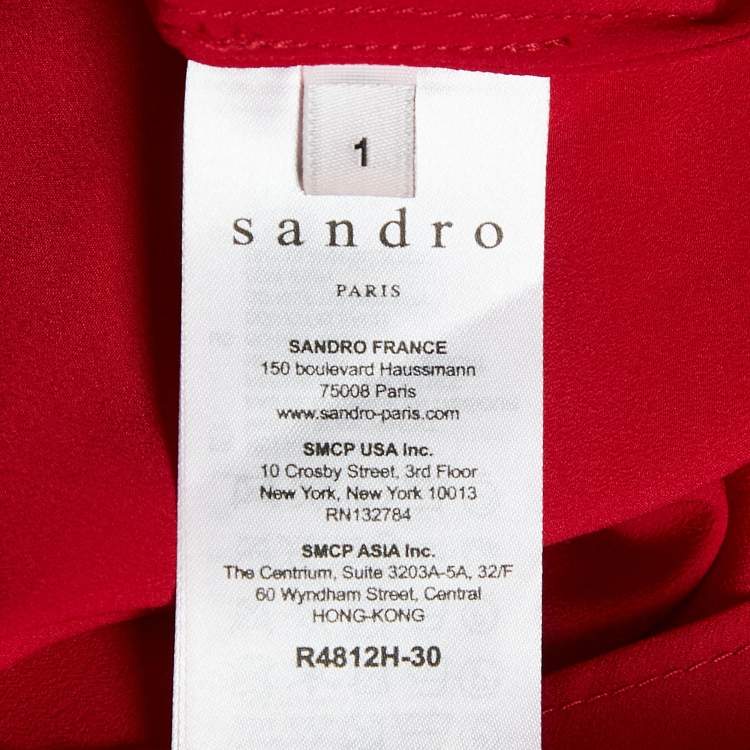 1
sandro
PARIS
SANDRO FRANCE
150 boulevard Haussmann
75008 Paris
www.sandro-paris.com
SMCP USA Inc.
10 Crosby Street, 3rd Floor
New York, New York 10013
RN132784
SMCP ASIA Inc.
The Centrium, Suite 3203A-5A, 32/F
60 Wyndham Street, Central
HONG-KONG
R4812H-30